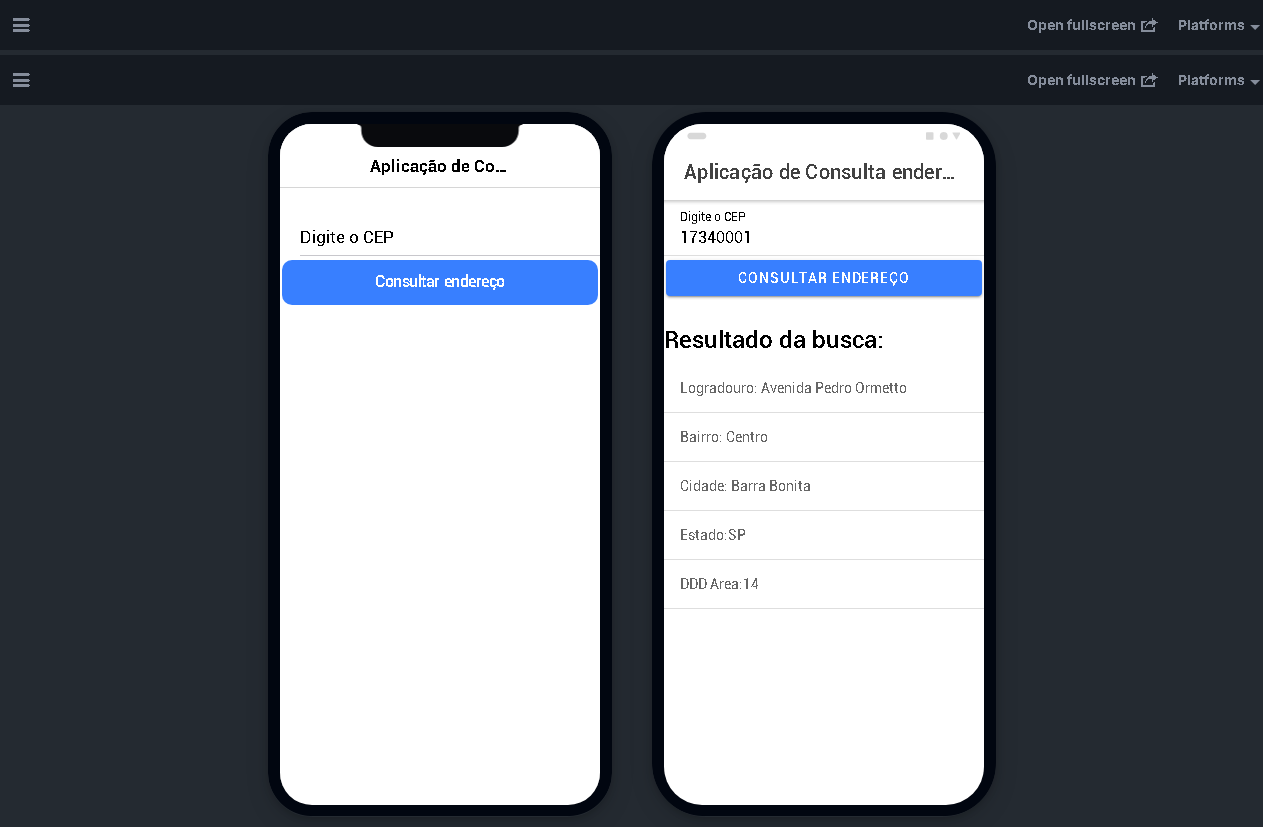 Open fullscreen Platforms
Open fullscreen Platforms
Aplicação de Co...
Digite o CEP
Consultar endereço
Aplicação de Consulta ender...
Digite o CEP
17340001
CONSULTAR ENDEREÇO
Resultado da busca:
Logradouro: Avenida Pedro Ormetto
Bairro: Centro
Cidade: Barra Bonita
Estado:SP
DDD Area:14